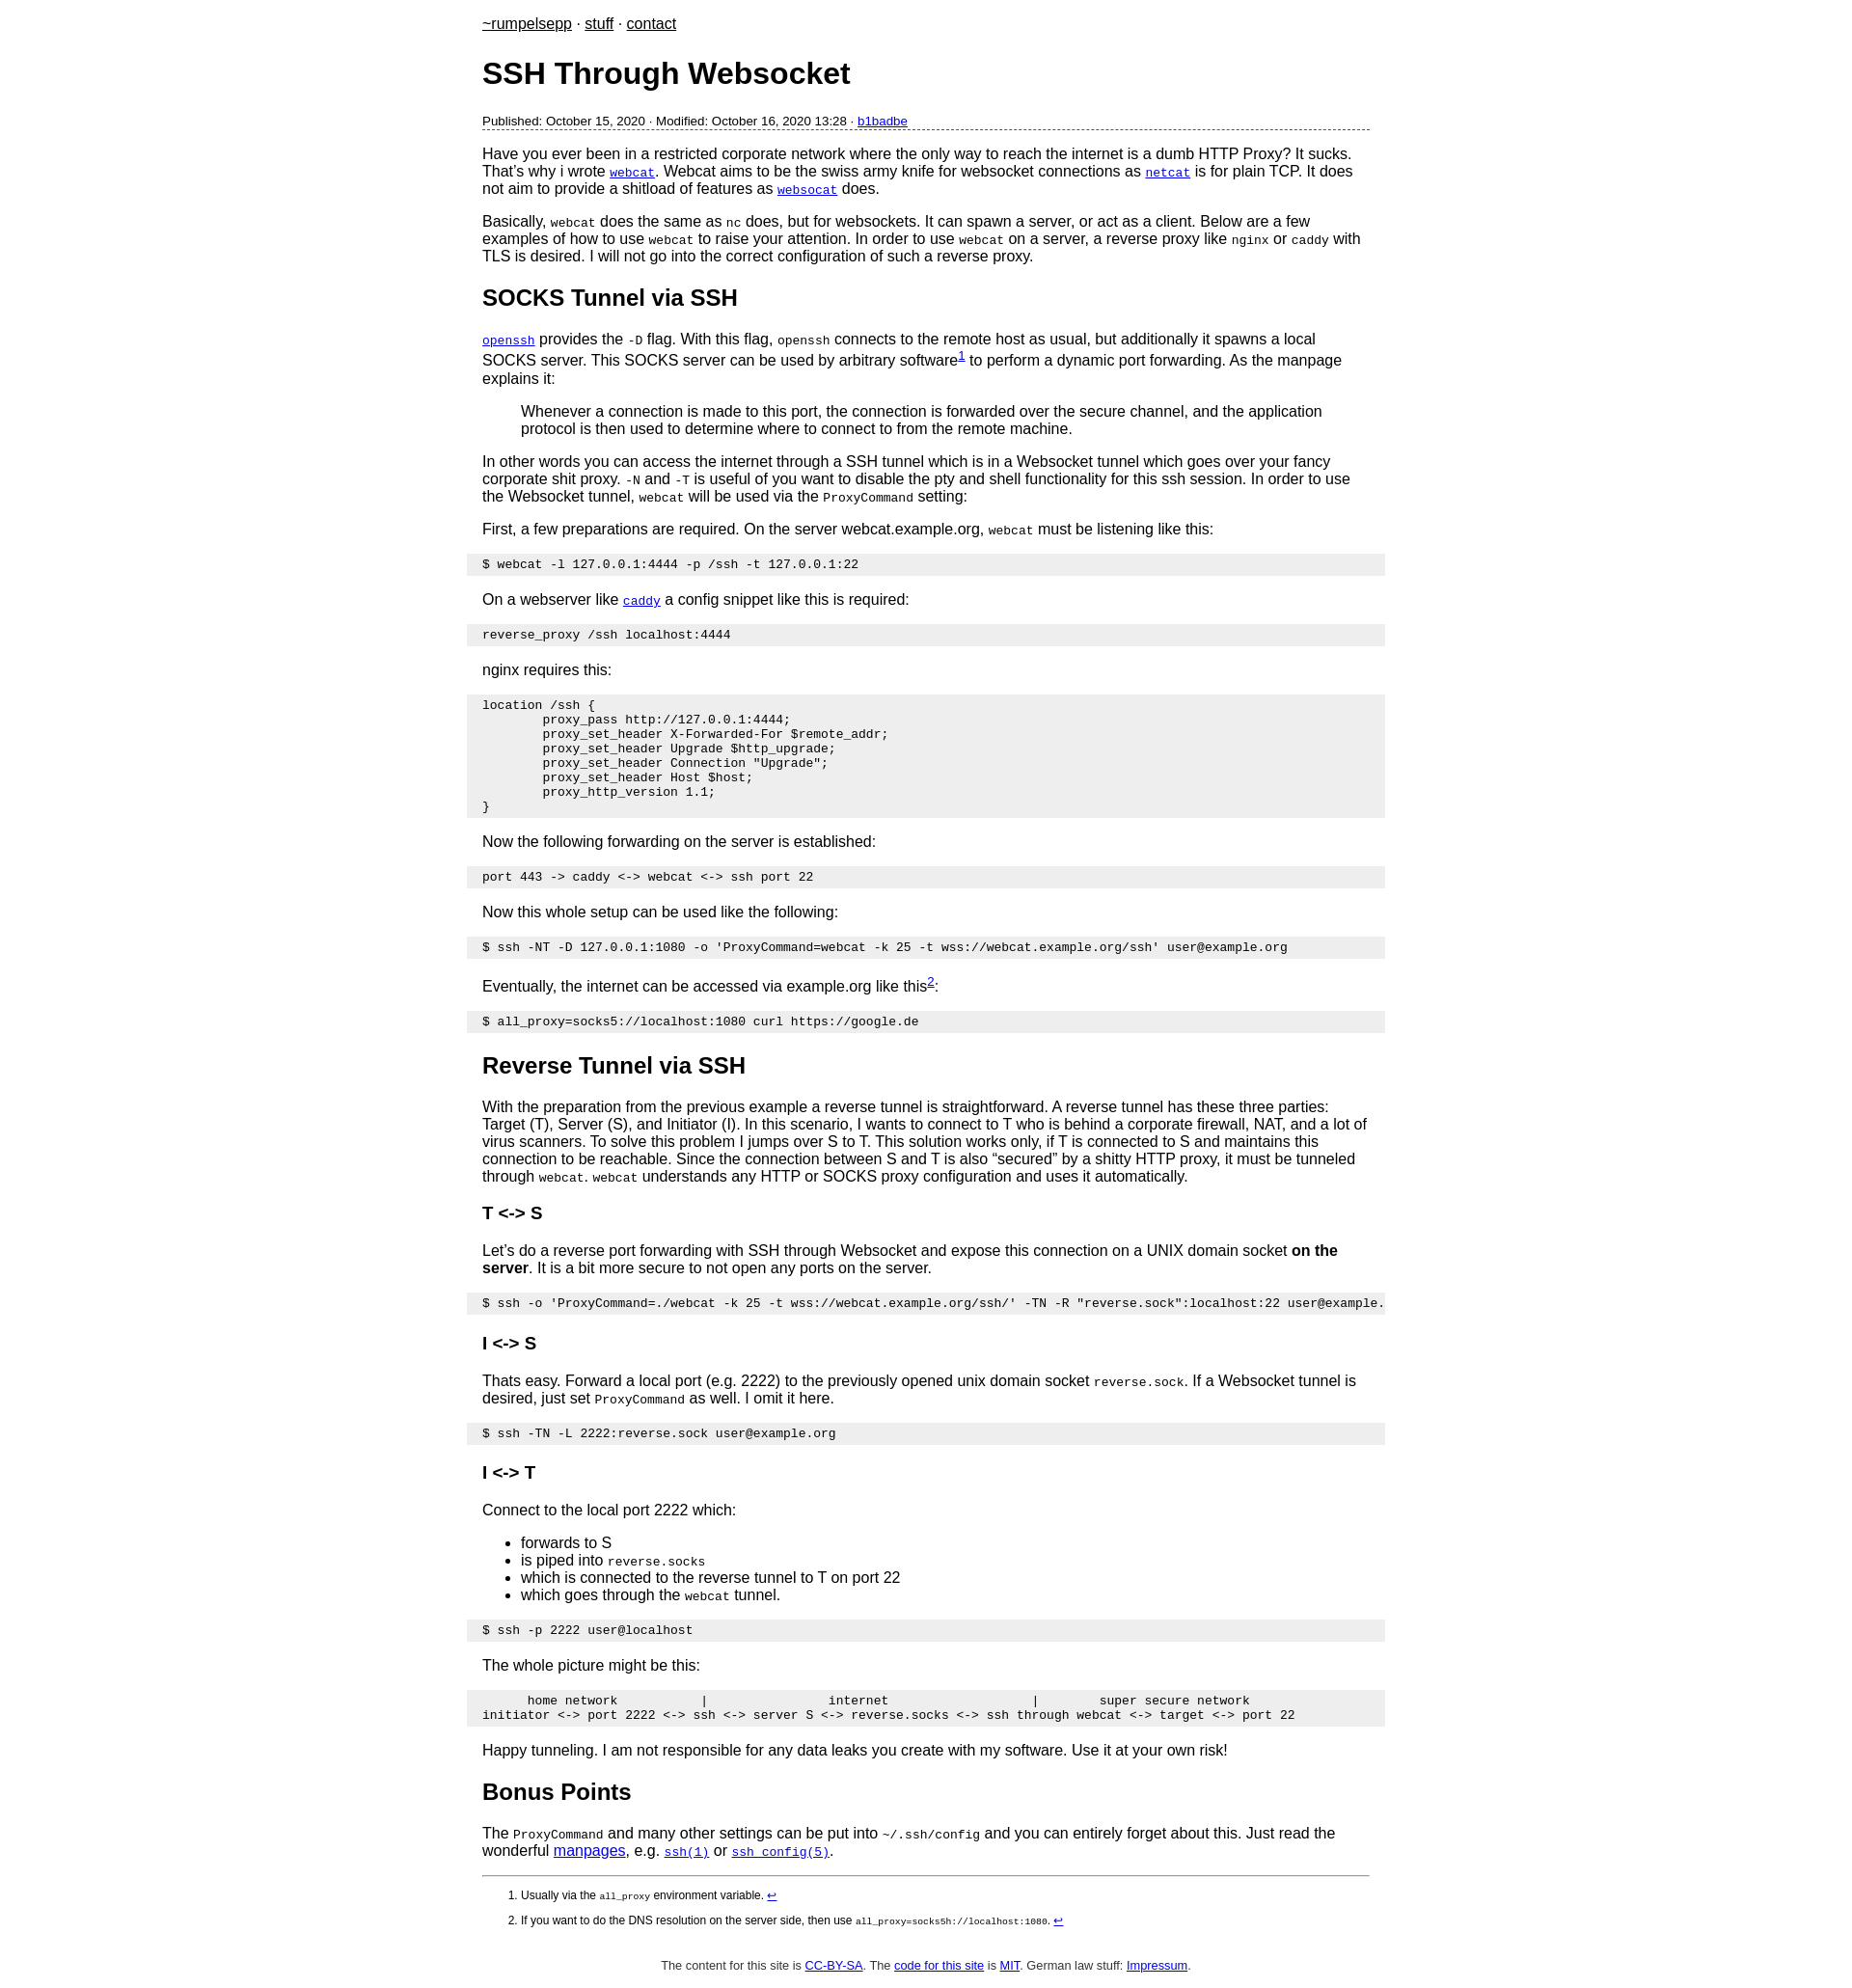 ~rumpelsepp · stuff · contact
SSH Through Websocket
Published: October 15, 2020 · Modified: October 16, 2020 13:28 · b1badbe
Have you ever been in a restricted corporate network where the only way to reach the internet is a dumb HTTP Proxy? It sucks.
That’s why i wrote webcat. Webcat aims to be the swiss army knife for websocket connections as netcat is for plain TCP. It does
not aim to provide a shitload of features as websocat does.
Basically, webcat does the same as nc does, but for websockets. It can spawn a server, or act as a client. Below are a few
examples of how to use webcat to raise your attention. In order to use webcat on a server, a reverse proxy like nginx or caddy with
TLS is desired. I will not go into the correct configuration of such a reverse proxy.
SOCKS Tunnel via SSH
openssh provides the -D flag. With this flag, openssh connects to the remote host as usual, but additionally it spawns a local
SOCKS server. This SOCKS server can be used by arbitrary software1 to perform a dynamic port forwarding. As the manpage
explains it:
Whenever a connection is made to this port, the connection is forwarded over the secure channel, and the application
protocol is then used to determine where to connect to from the remote machine.
In other words you can access the internet through a SSH tunnel which is in a Websocket tunnel which goes over your fancy
corporate shit proxy. -N and -T is useful of you want to disable the pty and shell functionality for this ssh session. In order to use
the Websocket tunnel, webcat will be used via the ProxyCommand setting:
First, a few preparations are required. On the server webcat.example.org, webcat must be listening like this:
$ webcat -l 127.0.0.1:4444 -p /ssh -t 127.0.0.1:22
On a webserver like caddy a config snippet like this is required:
reverse_proxy /ssh localhost:4444
nginx requires this:
location /ssh {
        proxy_pass http://127.0.0.1:4444;
        proxy_set_header X-Forwarded-For $remote_addr;
        proxy_set_header Upgrade $http_upgrade;
        proxy_set_header Connection "Upgrade";
        proxy_set_header Host $host;
        proxy_http_version 1.1;
}
Now the following forwarding on the server is established:
port 443 -> caddy <-> webcat <-> ssh port 22
Now this whole setup can be used like the following:
$ ssh -NT -D 127.0.0.1:1080 -o 'ProxyCommand=webcat -k 25 -t wss://webcat.example.org/ssh' user@example.org
Eventually, the internet can be accessed via example.org like this2:
$ all_proxy=socks5://localhost:1080 curl https://google.de
Reverse Tunnel via SSH
With the preparation from the previous example a reverse tunnel is straightforward. A reverse tunnel has these three parties:
Target (T), Server (S), and Initiator (I). In this scenario, I wants to connect to T who is behind a corporate firewall, NAT, and a lot of
virus scanners. To solve this problem I jumps over S to T. This solution works only, if T is connected to S and maintains this
connection to be reachable. Since the connection between S and T is also “secured” by a shitty HTTP proxy, it must be tunneled
through webcat. webcat understands any HTTP or SOCKS proxy configuration and uses it automatically.
T <-> S
Let’s do a reverse port forwarding with SSH through Websocket and expose this connection on a UNIX domain socket on the
server. It is a bit more secure to not open any ports on the server.
$ ssh -o 'ProxyCommand=./webcat -k 25 -t wss://webcat.example.org/ssh/' -TN -R "reverse.sock":localhost:22 user@example.
I <-> S
Thats easy. Forward a local port (e.g. 2222) to the previously opened unix domain socket reverse.sock. If a Websocket tunnel is
desired, just set ProxyCommand as well. I omit it here.
$ ssh -TN -L 2222:reverse.sock user@example.org
I <-> T
Connect to the local port 2222 which:
• forwards to S
• is piped into reverse.socks
• which is connected to the reverse tunnel to T on port 22
• which goes through the webcat tunnel.
$ ssh -p 2222 user@localhost
The whole picture might be this:
      home network           |                internet                   |        super secure network
initiator <-> port 2222 <-> ssh <-> server S <-> reverse.socks <-> ssh through webcat <-> target <-> port 22
Happy tunneling. I am not responsible for any data leaks you create with my software. Use it at your own risk!
Bonus Points
The ProxyCommand and many other settings can be put into ~/.ssh/config and you can entirely forget about this. Just read the
wonderful manpages, e.g. ssh(1) or ssh_config(5).
1. Usually via the all_proxy environment variable. ↩
2. If you want to do the DNS resolution on the server side, then use all_proxy=socks5h://localhost:1080. ↩
The content for this site is CC-BY-SA. The code for this site is MIT. German law stuff: Impressum.